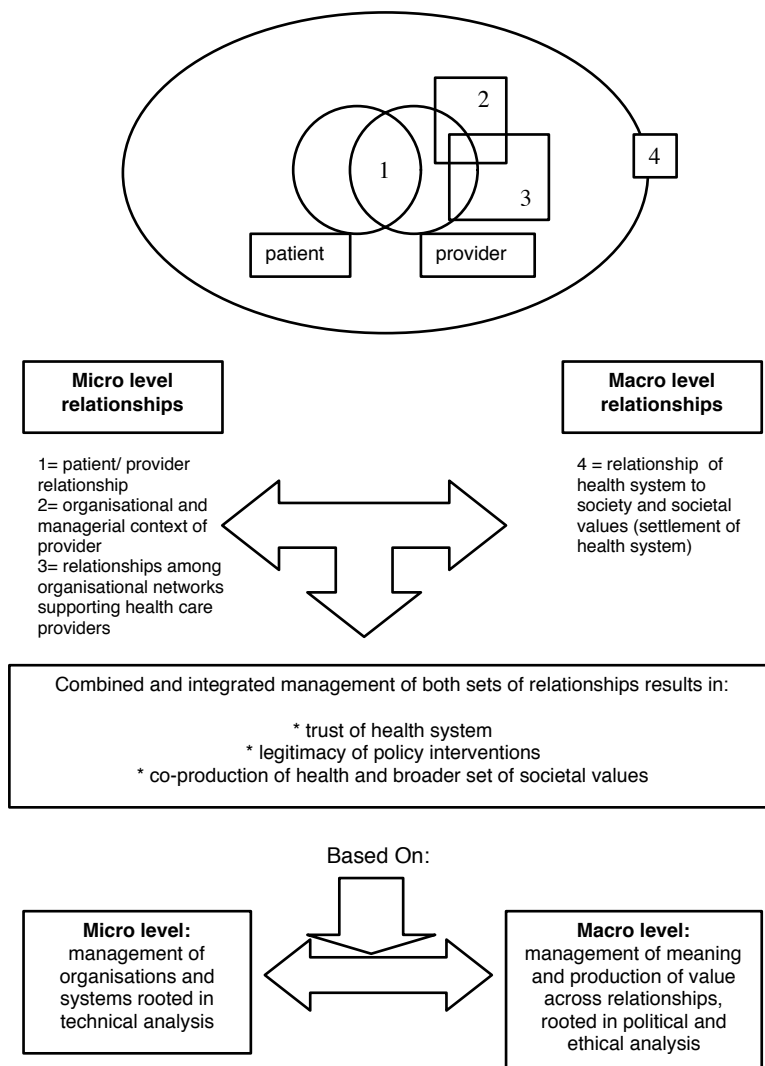 2
1
4
3
patient
provider
Micro level
relationships
Macro level
relationships
1= patient/ provider
relationship
2= organisational and
managerial context of
provider
3= relationships among
organisational networks
supporting health care
providers
4 = relationship of
health system to
society and societal
values (settlement of
health system)
Combined and integrated management of both sets of relationships results in:
* trust of health system
* legitimacy of policy interventions
* co-production of health and broader set of societal values
Based On:
Micro level:
management of
organisations and
systems rooted in
technical analysis
Macro level:
management of meaning
and production of value
across relationships,
rooted in political and
ethical analysis